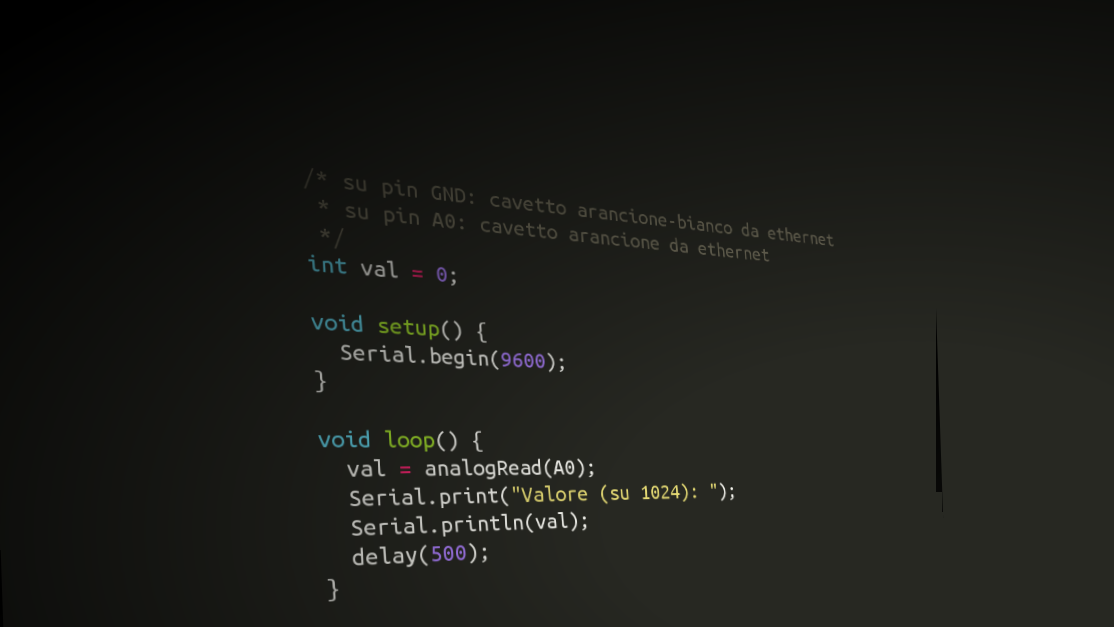 /* su pin GND: cavetto arancione-bianco da ethernet
 * su pin A0: cavetto arancione da ethernet
 */
int val = 0;

void setup() {
  Serial.begin(9600);
}

void loop() {
  val = analogRead(A0);
  Serial.print("Valore (su 1024): ");
  Serial.println(val);
  delay(500);
}